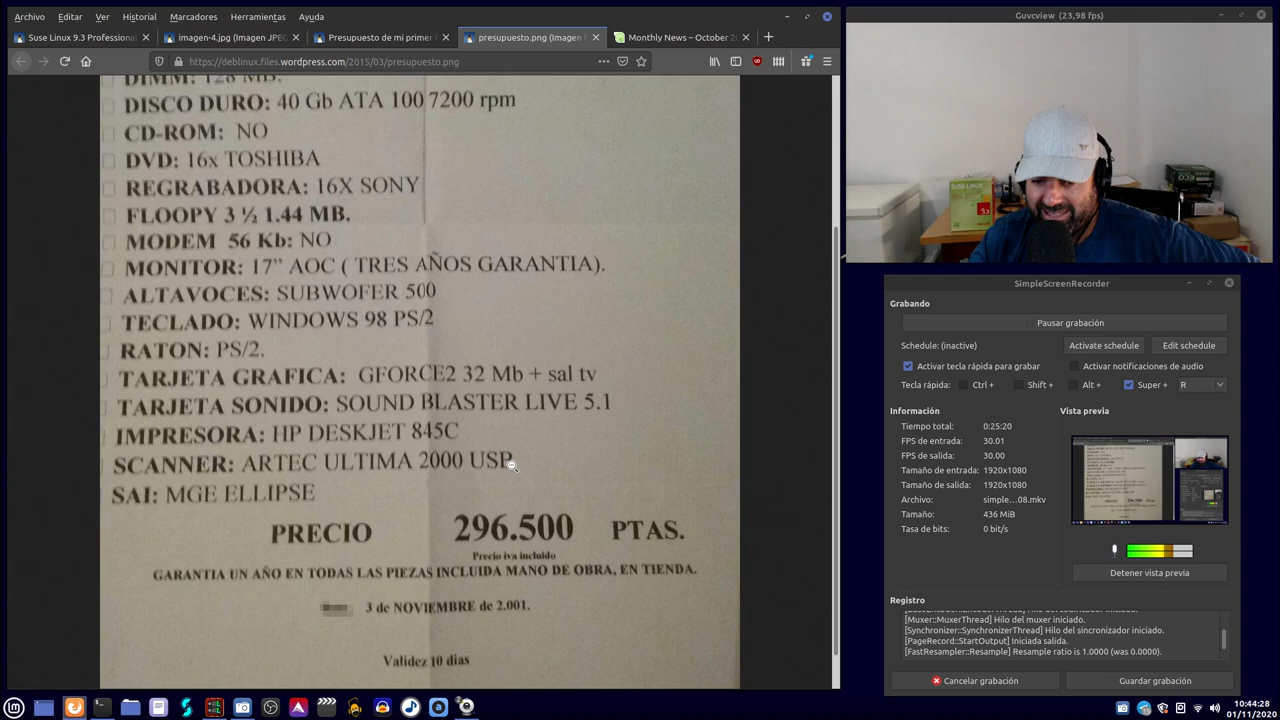 Archivo Editar Ver Historial Marcadores Herramientas Ayuda
Suse Linux 9.3 Professional
imagen-4.jpg (Imagen JPEG
Presupuesto de mi primer
presupuesto.png (Imagen
Monthly News – October 20
https://deblinux.files.wordpress.com/2015/03/presupuesto.png
DIMM: 128 MB.
DISCO DURO: 40 Gb ATA 100 7200 rpm
CD-ROM: NO
DVD: 16x TOSHIBA
REGRABADORA: 16X SONY
FLOOPY 3 ½ 1.44 MB.
MODEM 56 Kb: NO
MONITOR: 17” AOC ( TRES AÑOS GARANTIA).
ALTAVOCES: SUBWOFER 500
TECLADO: WINDOWS 98 PS/2
RATON: PS/2.
TARJETA GRAFICA: GFORCE2 32 Mb + sal tv
TARJETA SONIDO: SOUND BLASTER LIVE 5.1
IMPRESORA: HP DESKJET 845C
SCANNER: ARTEC ULTIMA 2000 USB
SAI: MGE ELLIPSE
PRECIO 296.500 PTAS.
Precio iva incluido
GARANTIA UN AÑO EN TODAS LAS PIEZAS INCLUIDA MANO DE OBRA, EN TIENDA.
3 de NOVIEMBRE de 2.001.
Validez 10 dias
Guvcview (23,98 fps)
SUSE LINUX
9.3
SimpleScreenRecorder
Grabando
Pausar grabación
Schedule: (inactive)
Activate schedule
Edit schedule
Activar tecla rápida para grabar
Activar notificaciones de audio
Tecla rápida: Ctrl + Shift + Alt + Super + R
Información
Vista previa
Tiempo total: 0:25:20
FPS de entrada: 30.01
FPS de salida: 30.00
Tamaño de entrada: 1920x1080
Tamaño de salida: 1920x1080
Archivo: simple…08.mkv
Tamaño: 436 MiB
Tasa de bits: 0 bit/s
Detener vista previa
Registro
[Muxer::MuxerThread] Hilo del muxer iniciado.
[Synchronizer::SynchronizerThread] Hilo del sincronizador iniciado.
[PageRecord::StartOutput] Iniciada salida.
[FastResampler::Resample] Resample ratio is 1.0000 (was 0.0000).
Cancelar grabación
Guardar grabación
10:44:28
01/11/2020